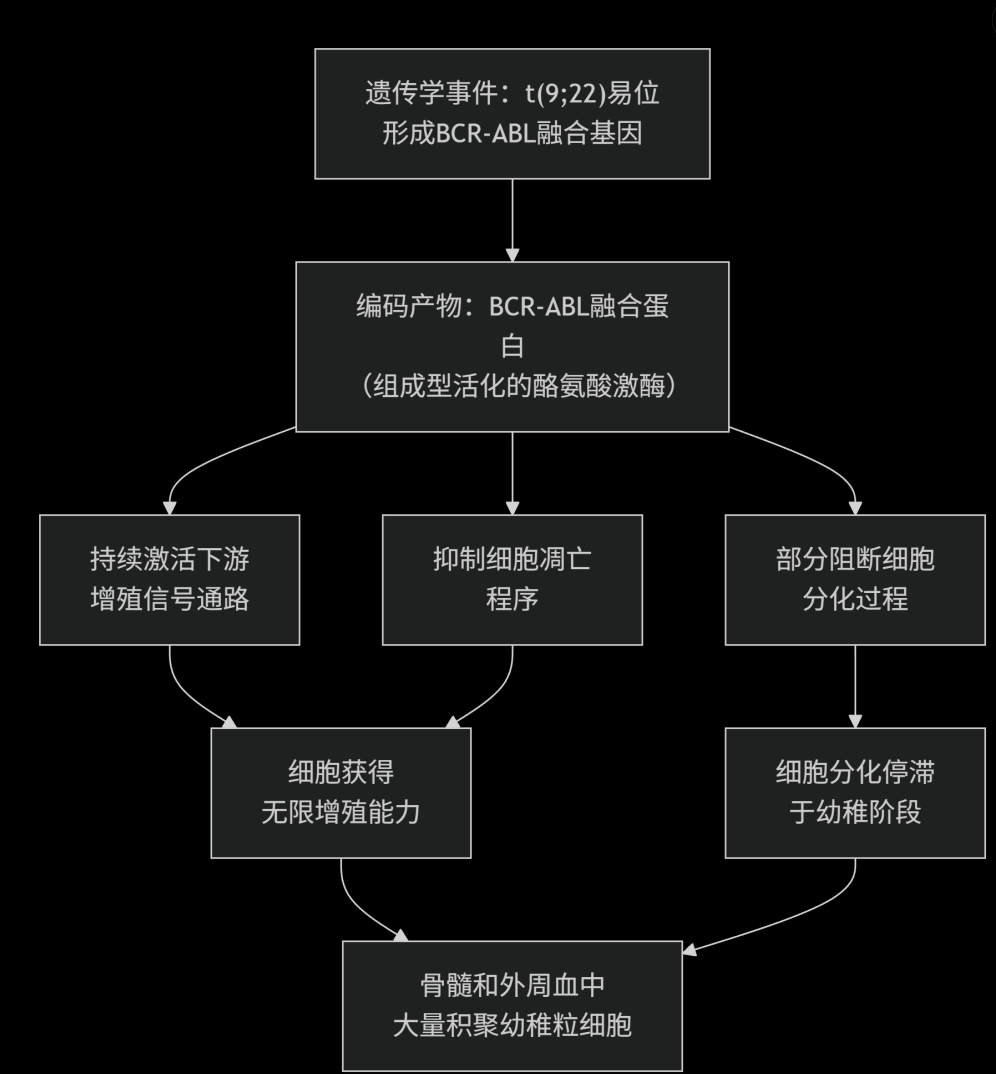 遗传学事件：t(9;22)易位
形成BCR-ABL融合基因
编码产物：BCR-ABL融合蛋
白
（组成型活化的酪氨酸激酶）
持续激活下游
增殖信号通路
抑制细胞凋亡
程序
部分阻断细胞
分化过程
细胞获得
无限增殖能力
细胞分化停滞
于幼稚阶段
骨髓和外周血中
大量积聚幼稚粒细胞